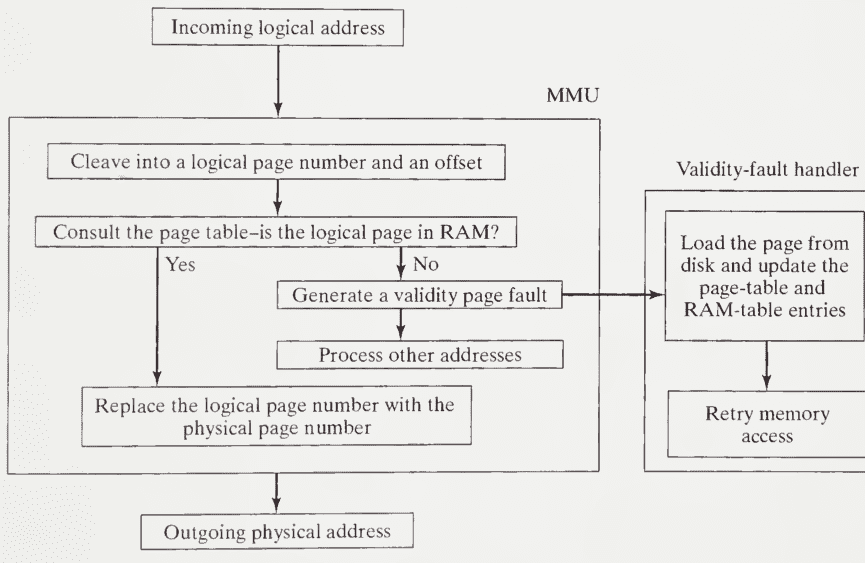 Incoming logical address
MMU
Cleave into a logical page number and an offset
Consult the page table–is the logical page in RAM?
Yes
No
Generate a validity page fault
Process other addresses
Replace the logical page number with the
physical page number
Outgoing physical address
Validity-fault handler
Load the page from
disk and update the
page-table and
RAM-table entries
Retry memory
access